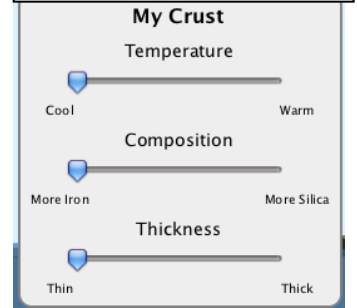 My Crust
Temperature
Cool Warm
Composition
More Iron More Silica
Thickness
Thin Thick